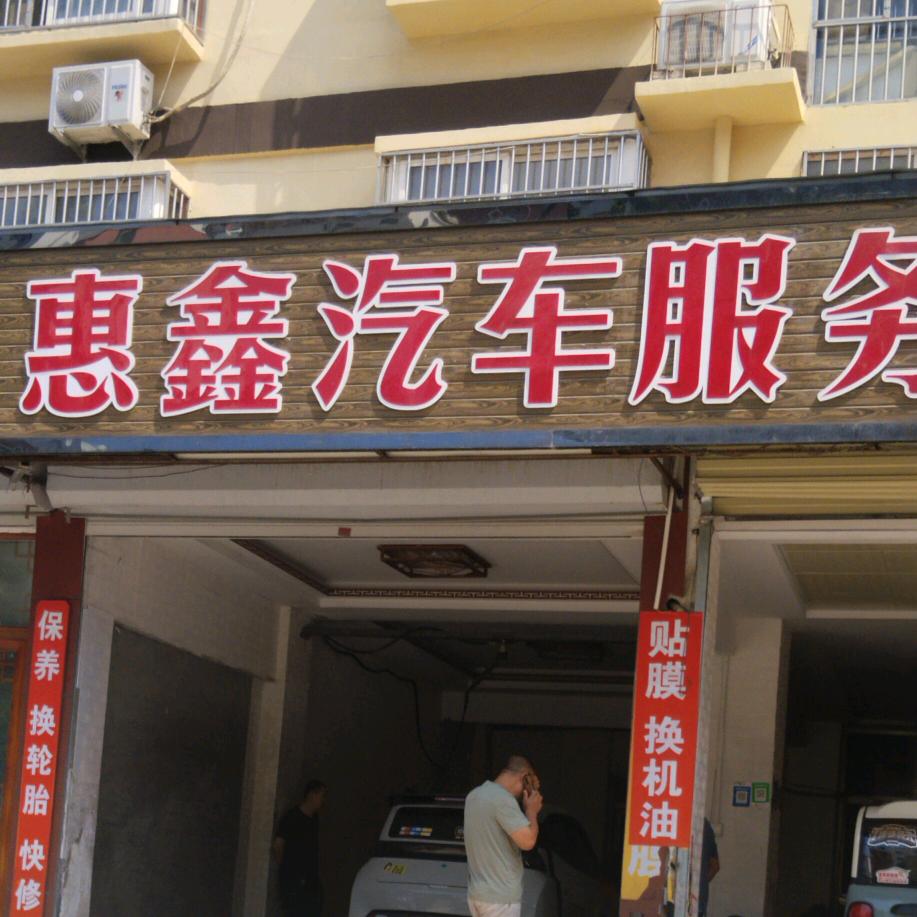 惠鑫汽车服务
保养 换轮胎 快修
贴膜 换机油